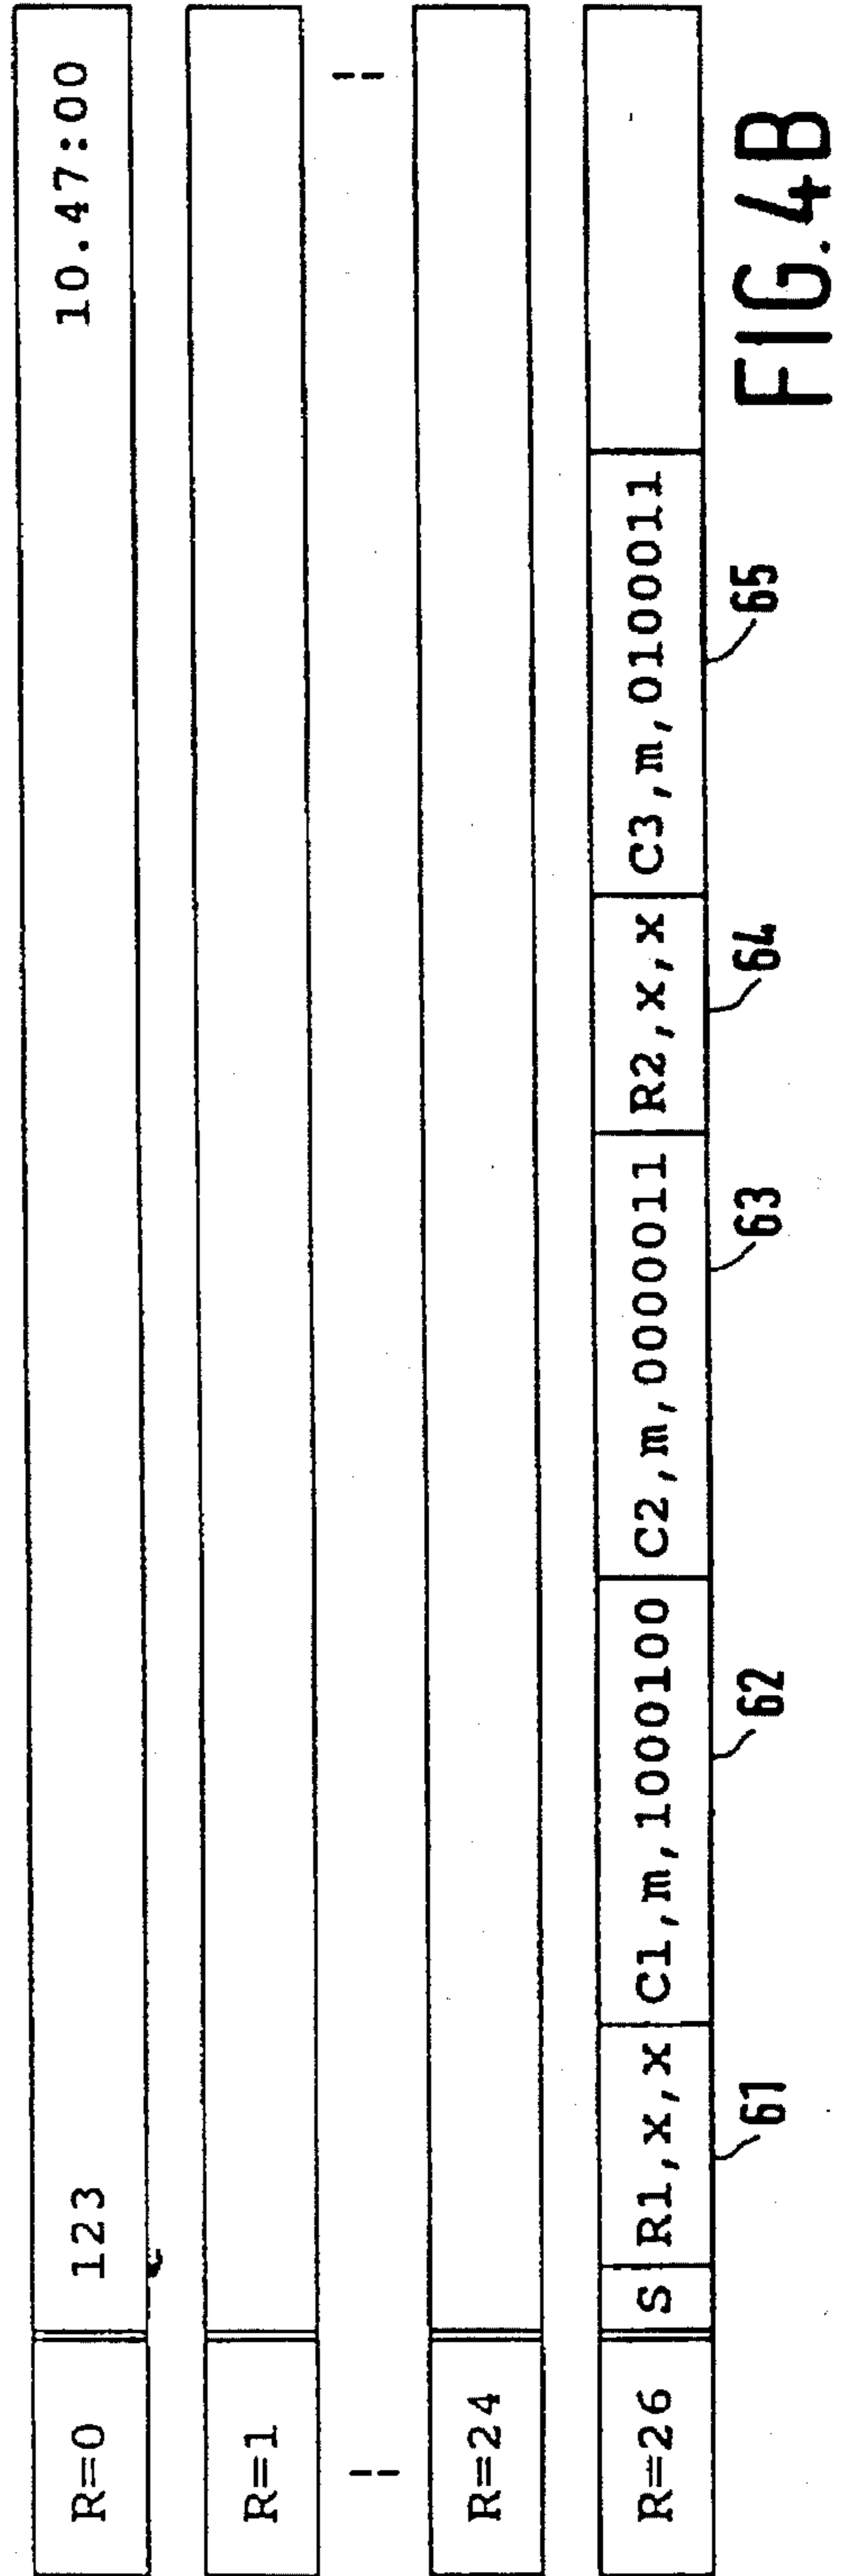 R=0 123 10.47:00
R=1
R=24
R=26 S R1,x,x C1,m,1000100 C2,m,0000011 R2,x,x C3,m,0100011
61 62 63 64 65
FIG.4B